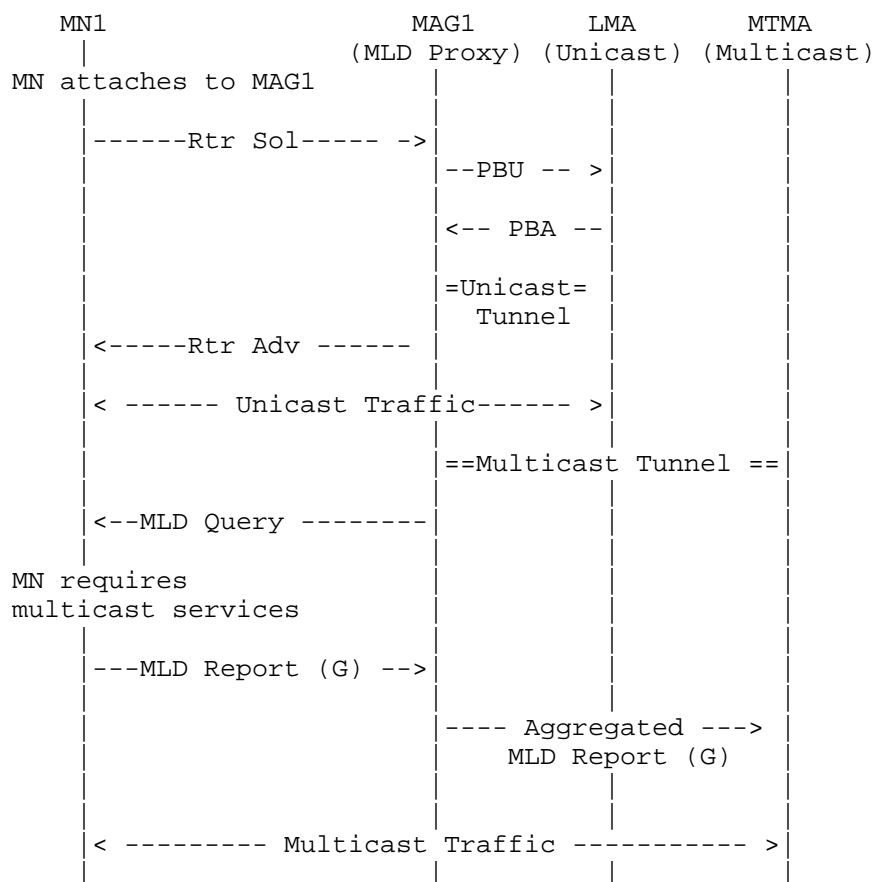 MN1 MAG1 LMA MTMA
| (MLD Proxy) (Unicast) (Multicast)
MN attaches to MAG1 | | |
| | | |
|------Rtr Sol----- ->| | |
| |--PBU -- >| |
| | | |
| |<-- PBA --| |
| | | |
| |=Unicast= | |
| | Tunnel | |
|<-----Rtr Adv ------ | | |
| | | |
|< ------ Unicast Traffic------ >| |
| | | |
| |==Multicast Tunnel ==|
| | | |
|<--MLD Query --------| | |
| | | |
MN requires | | |
multicast services | | |
| | | |
|---MLD Report (G) -->| | |
| | | |
| |---- Aggregated --->
| | MLD Report (G) |
| | | |
| | | |
|< --------- Multicast Traffic ----------- >|
| | | |